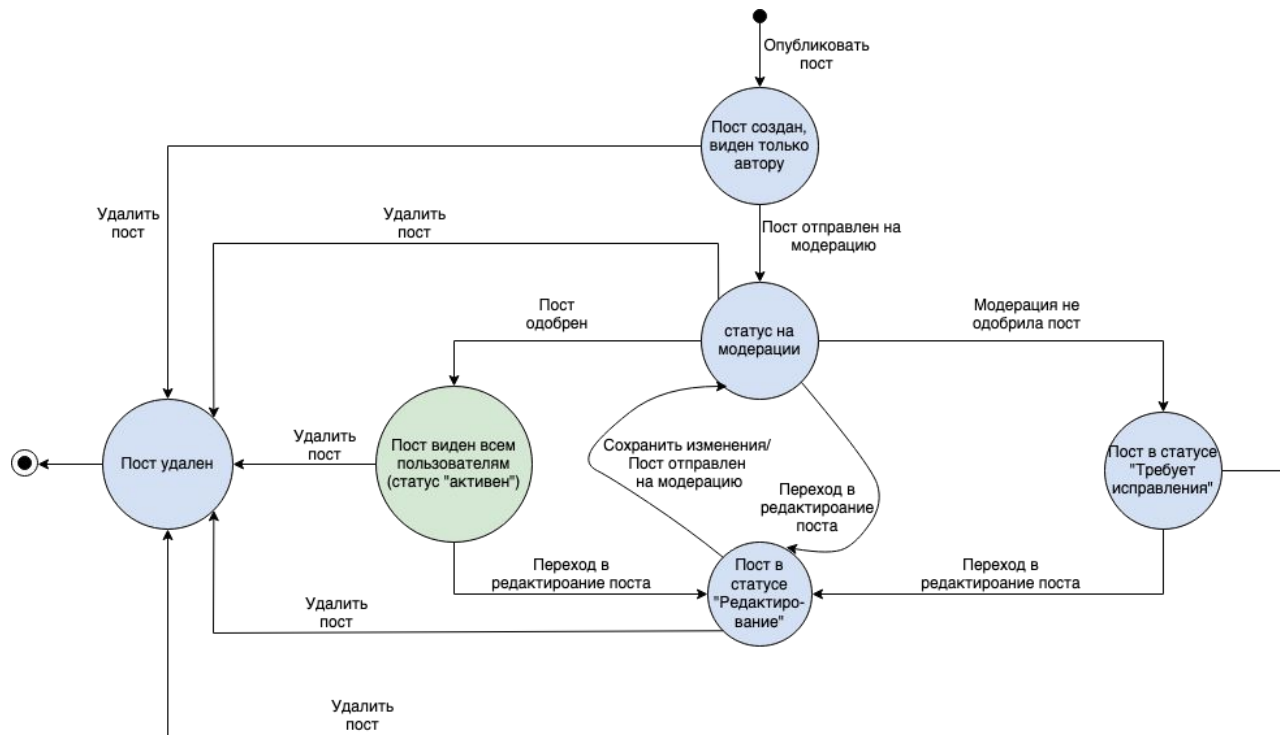 Опубликовать
пост
Пост создан,
виден только
автору
Удалить
пост
Удалить
пост
Пост отправлен на
модерацию
Пост
одобрен
статус на
модерации
Модерация не
одобрила пост
Пост удален
Удалить
пост
Пост виден всем
пользователям
(статус "активен")
Сохранить изменения/
Пост отправлен
на модерацию
Переход в
редактироание
поста
Пост в статусе
"Требует
исправления"
Переход в
редактироание поста
Пост в
статусе
"Редактиро-
вание"
Переход в
редактироание поста
Удалить
пост
Удалить
пост